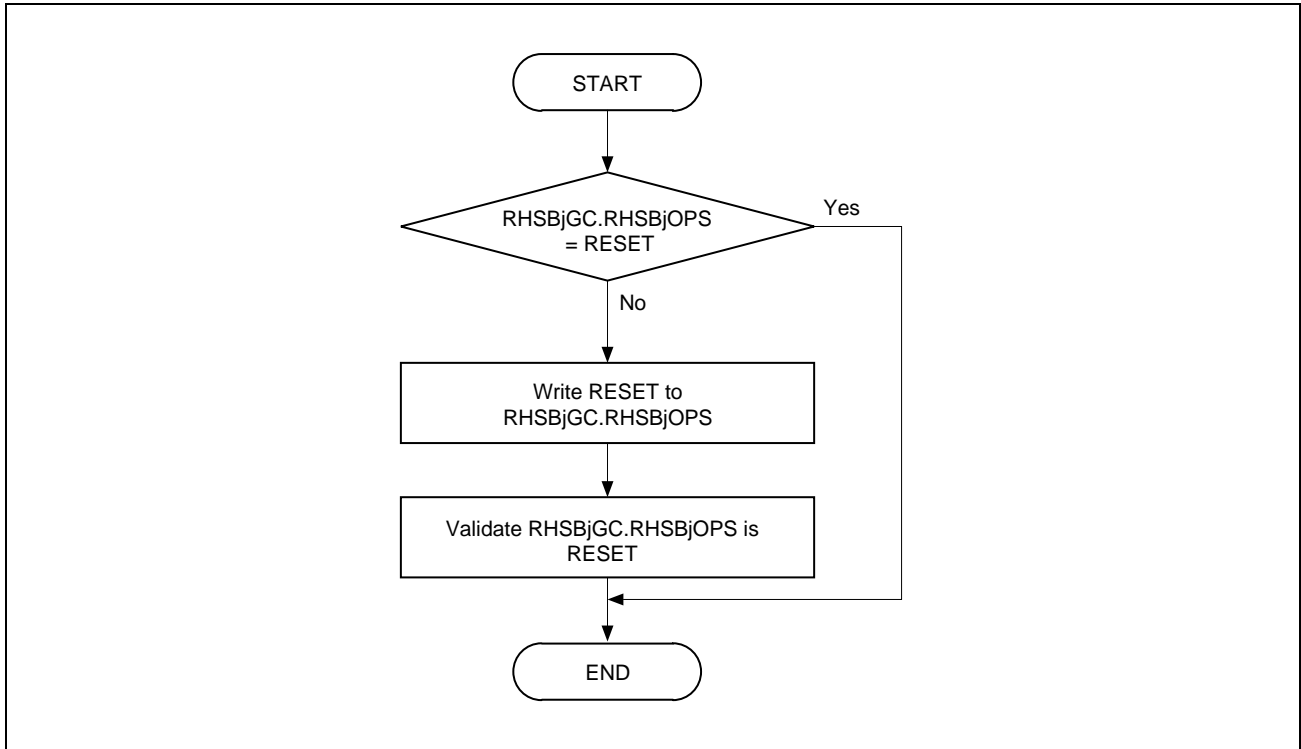 START
RHSBjGC.RHSBjOPS
= RESET
Yes
No
Write RESET to
RHSBjGC.RHSBjOPS
Validate RHSBjGC.RHSBjOPS is
RESET
END